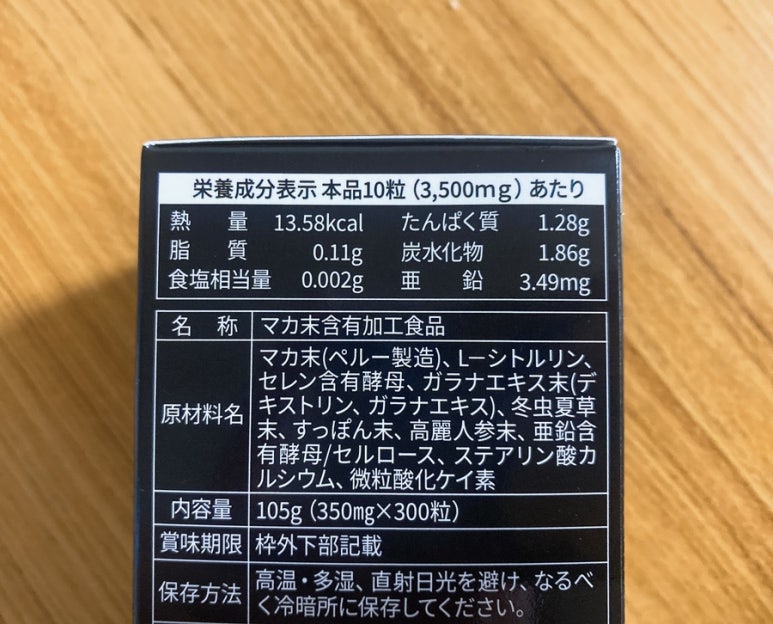 栄養成分表示 本品10粒(3,500mg)あたり
熱 量 13.58kcal たんぱく質 1.28g
脂 質 0.11g 炭水化物 1.86g
食塩相当量 0.002g 亜 鉛 3.49mg
名 称 マカ末含有加工食品
原材料名
マカ末(ペルー製造)、L－シトルリン、
セレン含有酵母、ガラナエキス末(デ
キストリン、ガラナエキス)、冬虫夏草
末、すっぽん末、高麗人参末、亜鉛含
有酵母/セルロース、ステアリン酸カ
ルシウム、微粒酸化ケイ素
内容量 105g(350mg×300粒)
賞味期限 枠外下部記載
保存方法
高温・多湿、直射日光を避け、なるべ
く冷暗所に保存してください。